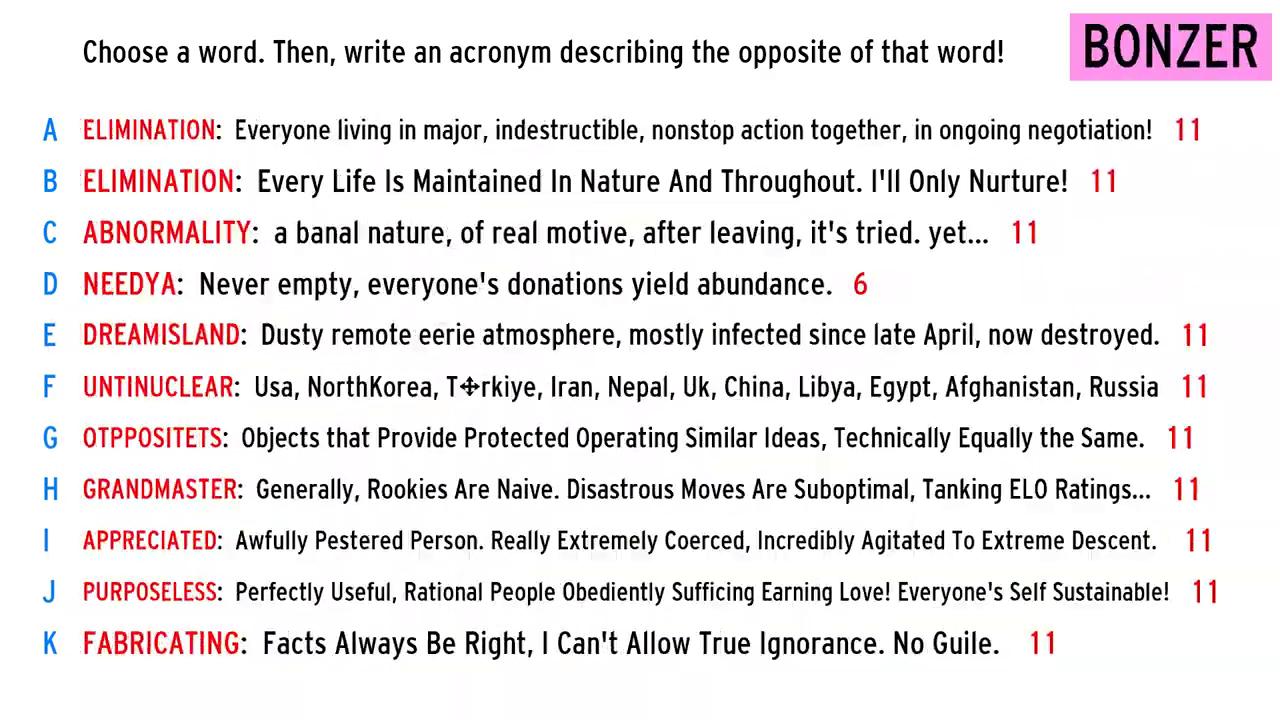 Choose a word. Then, write an acronym describing the opposite of that word!
BONZER
A ELIMINATION: Everyone living in major, indestructible, nonstop action together, in ongoing negotiation! 11
B ELIMINATION: Every Life Is Maintained In Nature And Throughout. I'll Only Nurture! 11
C ABNORMALITY: a banal nature, of real motive, after leaving, it's tried. yet... 11
D NEEDYA: Never empty, everyone's donations yield abundance. 6
E DREAMISLAND: Dusty remote eerie atmosphere, mostly infected since late April, now destroyed. 11
F UNTINUCLEAR: Usa, NorthKorea, T✥rkiye, Iran, Nepal, Uk, China, Libya, Egypt, Afghanistan, Russia 11
G OTPPOSITETS: Objects that Provide Protected Operating Similar Ideas, Technically Equally the Same. 11
H GRANDMASTER: Generally, Rookies Are Naive. Disastrous Moves Are Suboptimal, Tanking ELO Ratings... 11
I APPRECIATED: Awfully Pestered Person. Really Extremely Coerced, Incredibly Agitated To Extreme Descent. 11
J PURPOSELESS: Perfectly Useful, Rational People Obediently Sufficing Earning Love! Everyone's Self Sustainable! 11
K FABRICATING: Facts Always Be Right, I Can't Allow True Ignorance. No Guile. 11